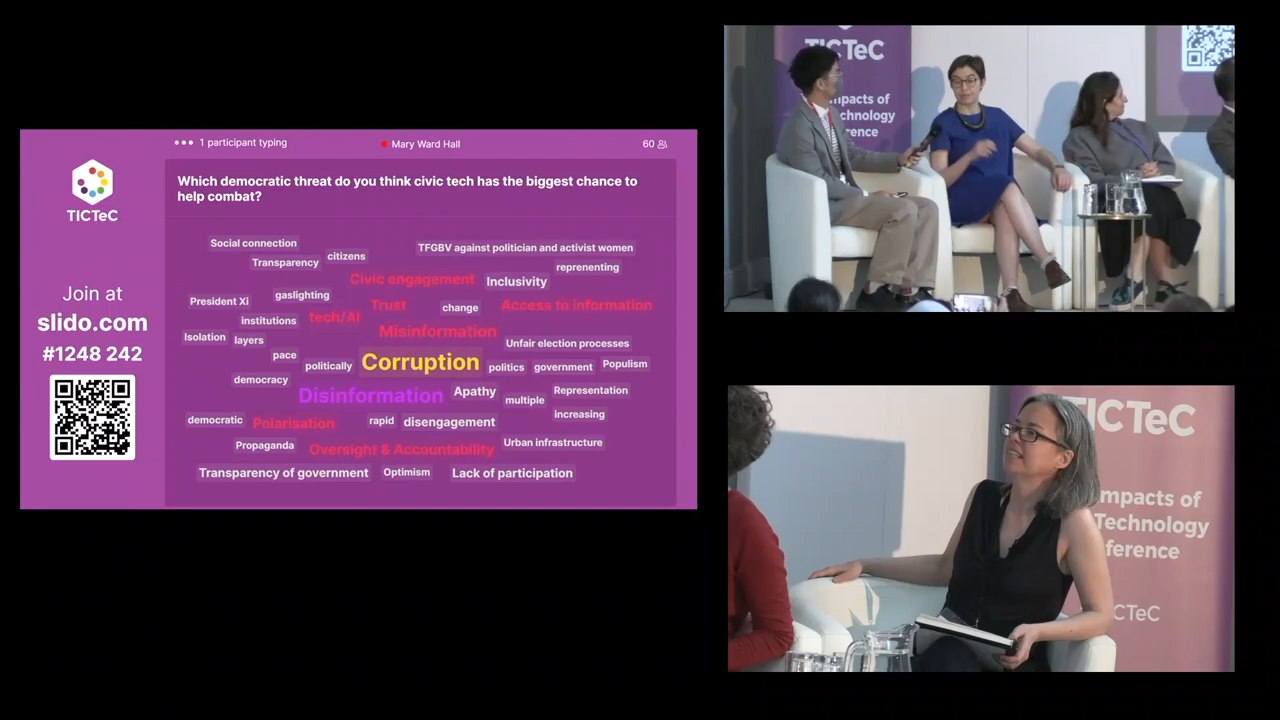 1 participant typing
Mary Ward Hall
60
TICTeC
Which democratic threat do you think civic tech has the biggest chance to
help combat?
Join at
slido.com
#1248 242
Social connection
TFGBV against politician and activist women
Transparency
citizens
reprenting
Civic engagement
Inclusivity
President Xi
gaslighting
Trust
change
Access to information
institutions
tech/AI
Misinformation
Isolation
layers
Unfair election processes
pace
politically
Corruption
politics
government
Populism
democracy
Disinformation
Apathy
multiple
Representation
democratic
Polarisation
rapid
disengagement
increasing
Propaganda
Oversight & Accountability
Urban infrastructure
Transparency of government
Optimism
Lack of participation
TICTeC
mpacts of
chnology
ference
TICTeC
mpacts of
Technology
ference
CTeC